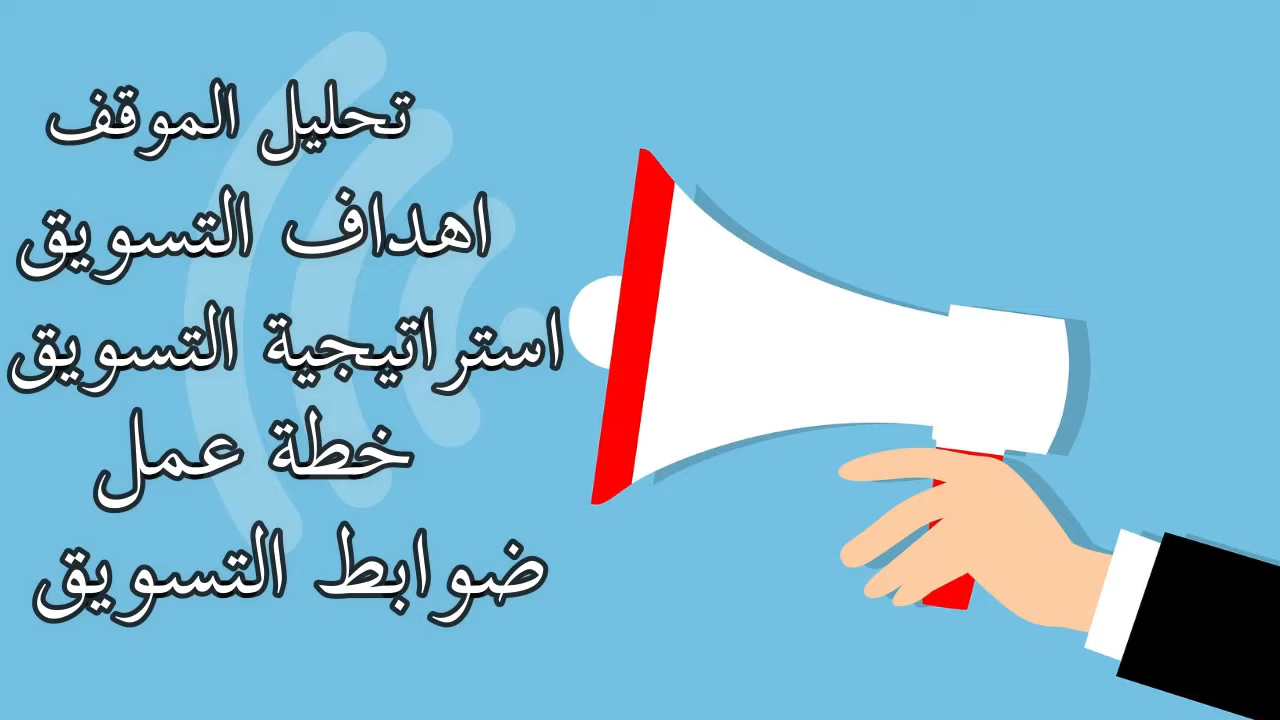 تحليل الموقف
اهداف التسويق
استراتيجية التسويق
خطة عمل
ضوابط التسويق